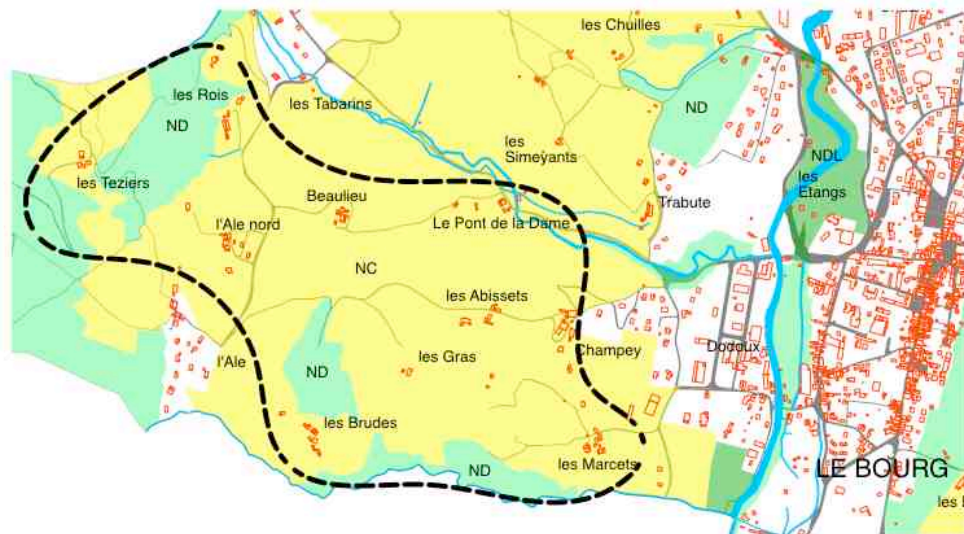 les Chuilles
les Rois
ND
les Tabarins
ND
les
Simeyants
NDL
les
Etangs
les Teziers
Beaulieu
Trabute
l'Ale nord
Le Pont de la Dame
NC
les Abissets
Champey
Docoux
l'Ale
ND
les Gras
les Brudes
ND
les Marcets
LE BOURG